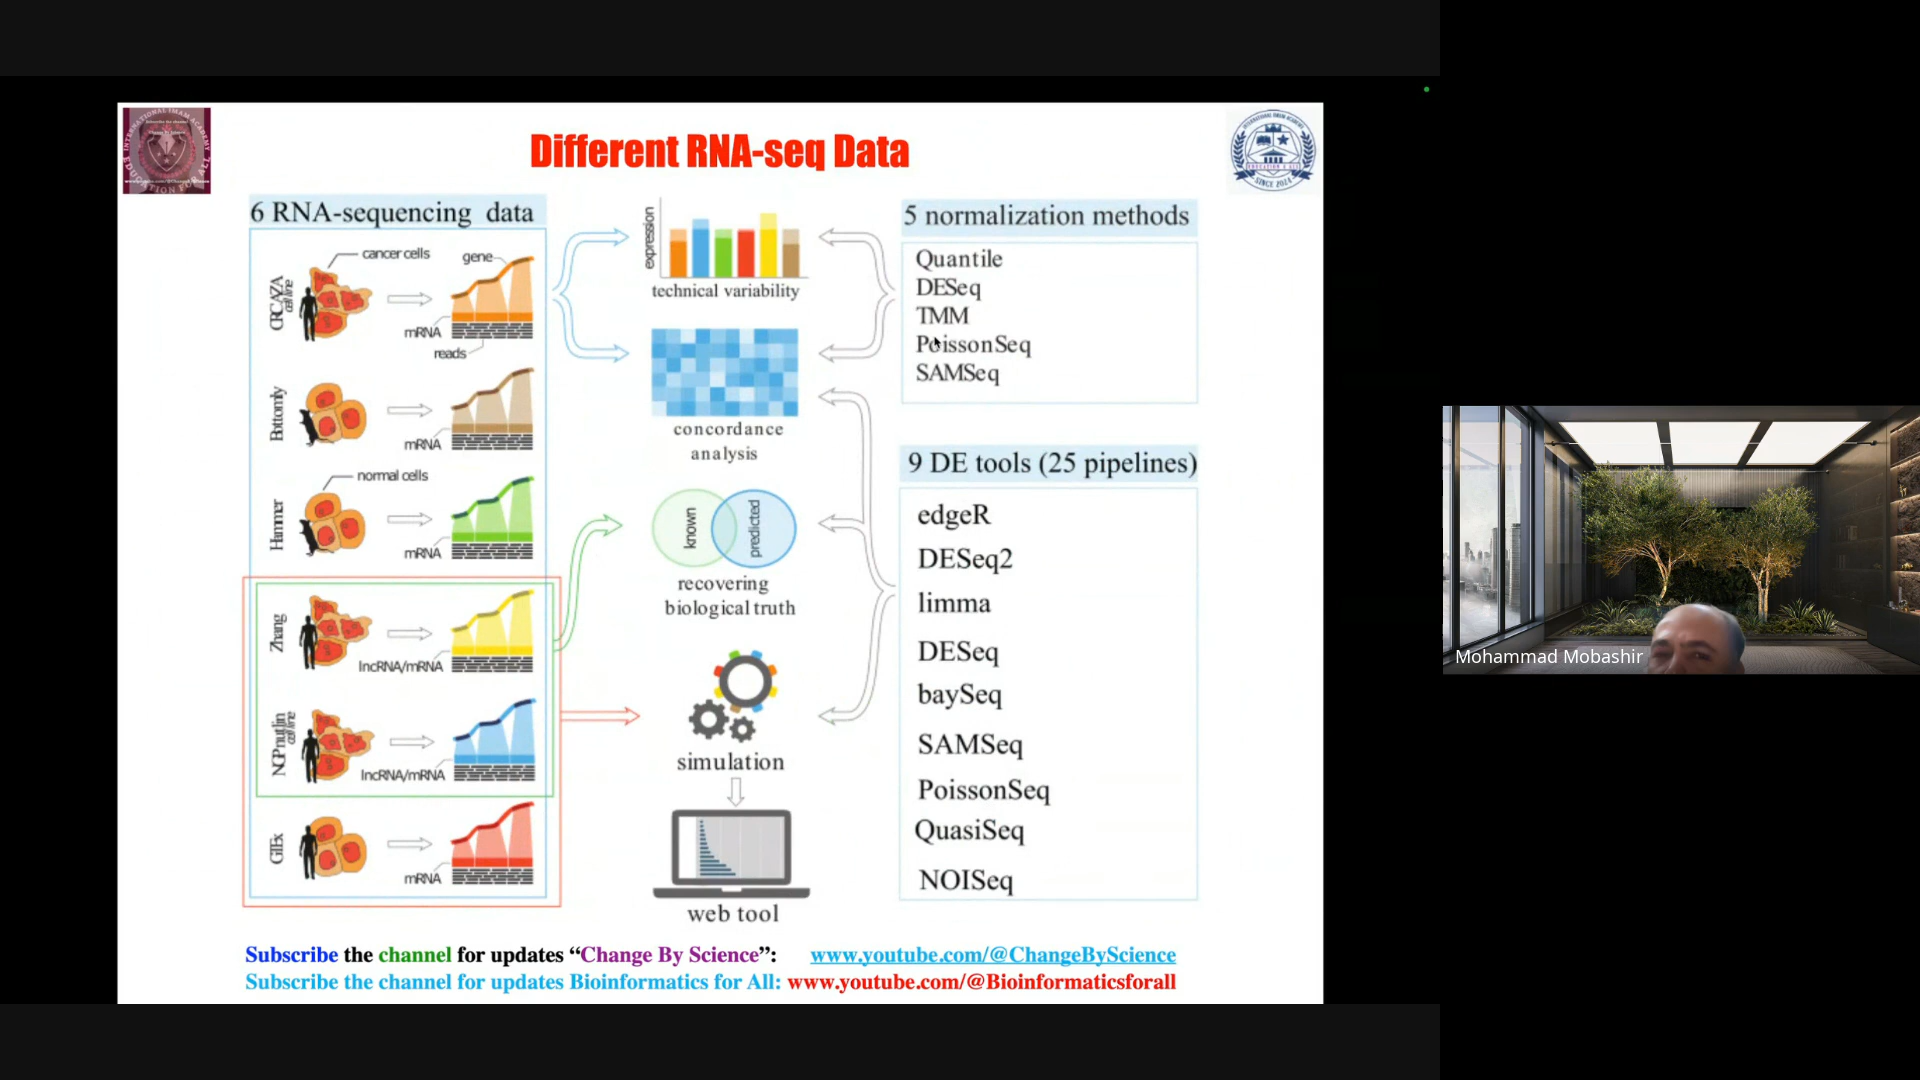 Different RNA-seq Data
6 RNA-sequencing data
cancer cells
gene
CRC AZA
cell line
mRNA
reads
Bottomly
mRNA
normal cells
Hammer
mRNA
Zhang
lncRNA/mRNA
NGP nutlin
cell line
lncRNA/mRNA
GTEx
mRNA
expression
technical variability
concordance
analysis
known
predicted
recovering
biological truth
simulation
web tool
5 normalization methods
Quantile
DESeq
TMM
PoissonSeq
SAMSeq
9 DE tools (25 pipelines)
edgeR
DESeq2
limma
DESeq
baySeq
SAMSeq
PoissonSeq
QuasiSeq
NOISeq
Subscribe the channel for updates “Change By Science”: www.youtube.com/@ChangeByScience
Subscribe the channel for updates Bioinformatics for All: www.youtube.com/@Bioinformaticsforall
Mohammad Mobashir